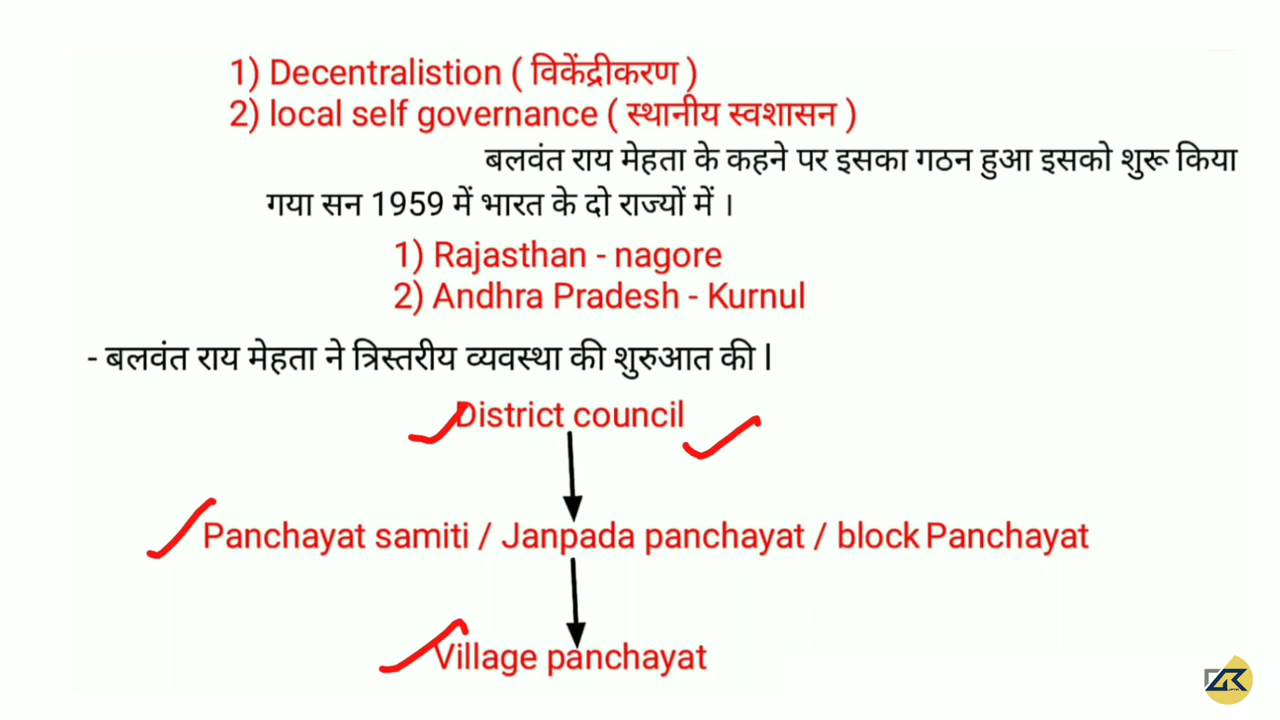 1) Decentralistion ( विकेंद्रीकरण )
2) local self governance ( स्थानीय स्वशासन )
बलवंत राय मेहता के कहने पर इसका गठन हुआ इसको शुरू किया
गया सन 1959 में भारत के दो राज्यों में ।
1) Rajasthan - nagore
2) Andhra Pradesh - Kurnul
- बलवंत राय मेहता ने त्रिस्तरीय व्यवस्था की शुरुआत की l
District council
Panchayat samiti / Janpada panchayat / block Panchayat
Village panchayat